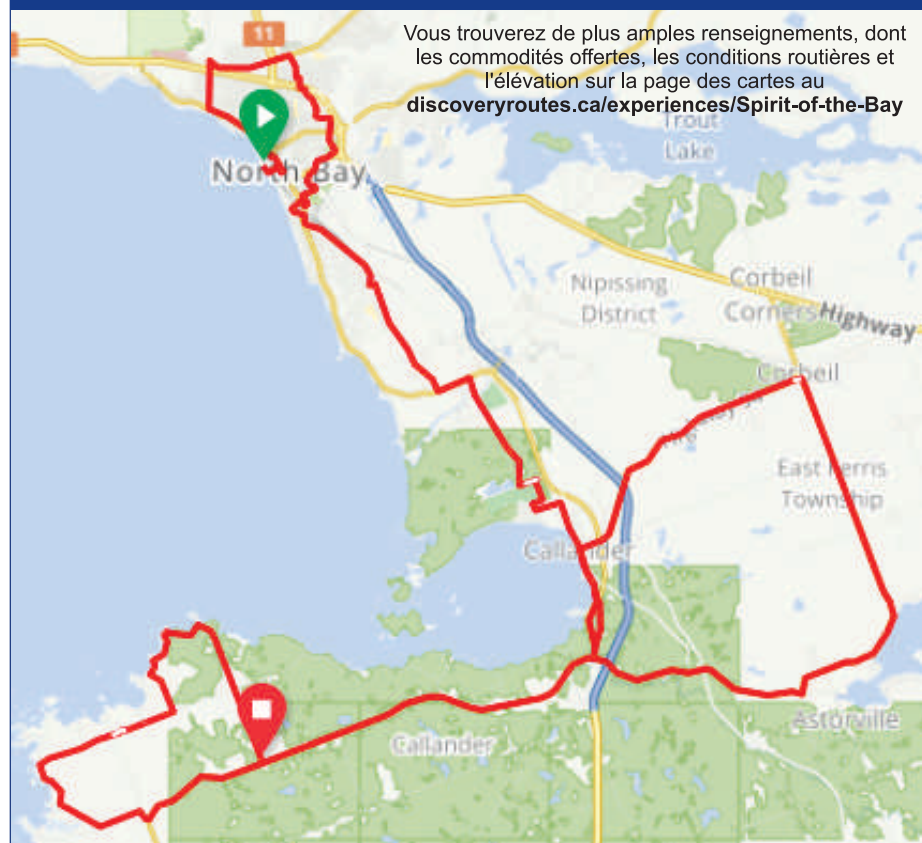 11
Vous trouverez de plus amples renseignements, dont
les commodités offertes, les conditions routières et
l'élévation sur la page des cartes au
discoveryroutes.ca/experiences/Spirit-of-the-Bay
Trout
Lake
North Bay
Nipissing
District
Corbeil
Corners
Highway
Corbeil
East Ferris
Township
Callander
Callander
Astorville